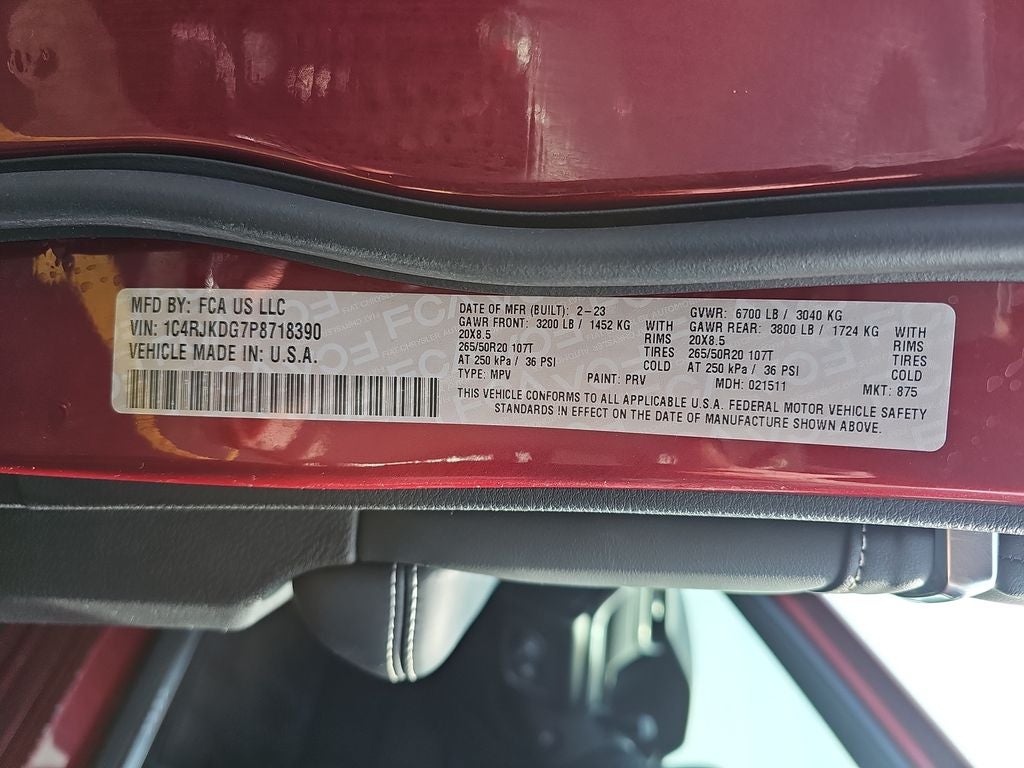 MFD BY: FCA US LLC
VIN: 1C4RJKDG7P8718390
VEHICLE MADE IN: U.S.A.
DATE OF MFR (BUILT): 2-23
GAWR FRONT: 3200 LB / 1452 KG WITH
20X8.5 RIMS
265/50R20 107T TIRES
AT 250 kPa / 36 PSI COLD
TYPE: MPV PAINT: PRV
GVWR: 6700 LB / 3040 KG
GAWR REAR: 3800 LB / 1724 KG WITH
20X8.5 RIMS
265/50R20 107T TIRES
AT 250 kPa / 36 PSI COLD
MDH: 021511 MKT: 875
THIS VEHICLE CONFORMS TO ALL APPLICABLE U.S.A. FEDERAL MOTOR VEHICLE SAFETY
STANDARDS IN EFFECT ON THE DATE OF MANUFACTURE SHOWN ABOVE.